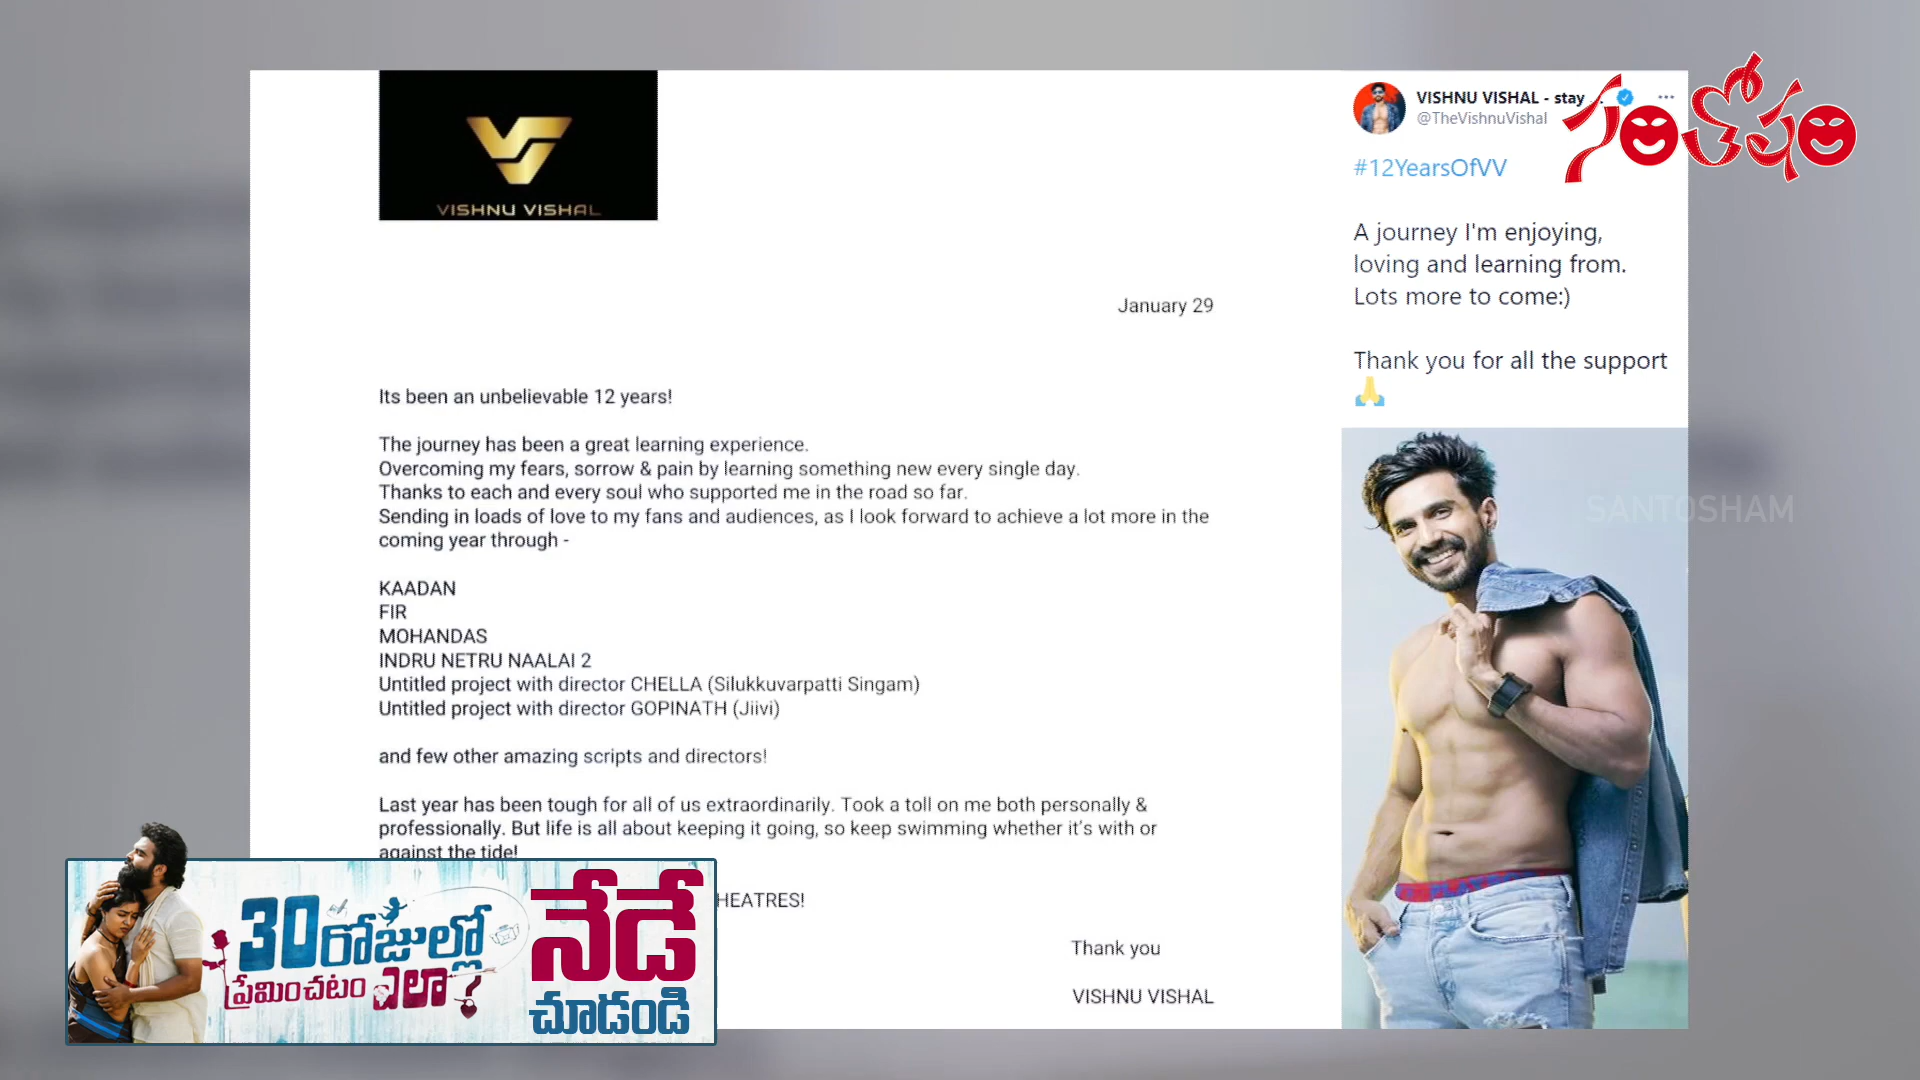 VISHNU VISHAL
January 29
Its been an unbelievable 12 years!
The journey has been a great learning experience.
Overcoming my fears, sorrow & pain by learning something new every single day.
Thanks to each and every soul who supported me in the road so far.
Sending in loads of love to my fans and audiences, as I look forward to achieve a lot more in the
coming year through -
KAADAN
FIR
MOHANDAS
INDRU NETRU NAALAI 2
Untitled project with director CHELLA (Silukkuvarpatti Singam)
Untitled project with director GOPINATH (Jiivi)
and few other amazing scripts and directors!
Last year has been tough for all of us extraordinarily. Took a toll on me both personally &
professionally. But life is all about keeping it going, so keep swimming whether it's with or
against the tide!
HEATRES!
Thank you
VISHNU VISHAL
VISHNU VISHAL - stay ...
@TheVishnuVishal
#12YearsOfVV
A journey I'm enjoying,
loving and learning from.
Lots more to come:)
Thank you for all the support
🙏
సంతోషం
SANTOSHAM
30 రోజుల్లో
ప్రేమించటం ఎలా?
నేడే
చూడండి